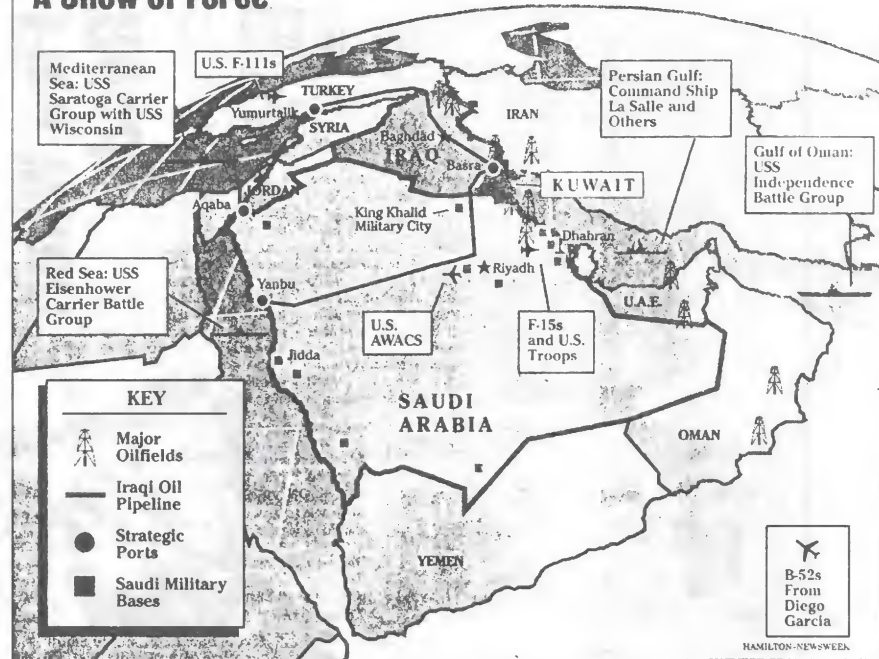 A Show of Force
Mediterranean
Sea: USS
Saratoga Carrier
Group with USS
Wisconsin
U.S. F-111s
TURKEY
Yumurtalik
SYRIA
IRAN
Persian Gulf:
Command Ship
La Salle and
Others
Baghdad
IRAQ
Basra
KUWAIT
Gulf of Oman:
USS
Independence
Battle Group
JORDAN
Aqaba
King Khalid
Military City
Dhahran
Riyadh
Red Sea: USS
Eisenhower
Carrier Battle
Group
Yanbu
U.S.
AWACS
F-15s
and U.S.
Troops
U.A.E.
Jidda
SAUDI
ARABIA
OMAN
YEMEN
KEY
Major
Oilfields
Iraqi Oil
Pipeline
Strategic
Ports
Saudi Military
Bases
B-52s
From
Diego
Garcia
HAMILTON-NEWSWEEK